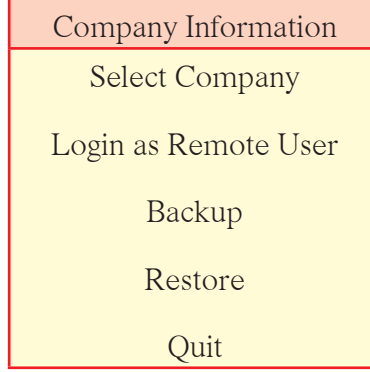 Company Information
Select Company
Login as Remote User
Backup
Restore
Quit